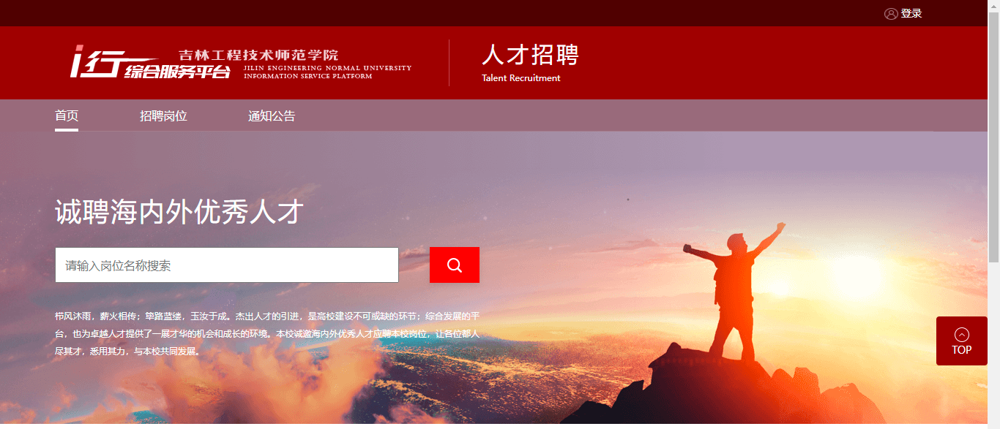 登录
i行综合服务平台
吉林工程技术师范学院
JILIN ENGINEERING NORMAL UNIVERSITY
INFORMATION SERVICE PLATFORM
人才招聘
Talent Recruitment
首页 招聘岗位 通知公告
诚聘海内外优秀人才
请输入岗位名称搜索
栉风沐雨，薪火相传；筚路蓝缕，玉汝于成。杰出人才的引进，是高校建设不可或缺的环节；综合发展的平
台，也为卓越人才提供了一展才华的机会和成长的环境。本校诚邀海内外优秀人才应聘本校岗位，让各位都人
尽其才，悉用其力，与本校共同发展。
TOP